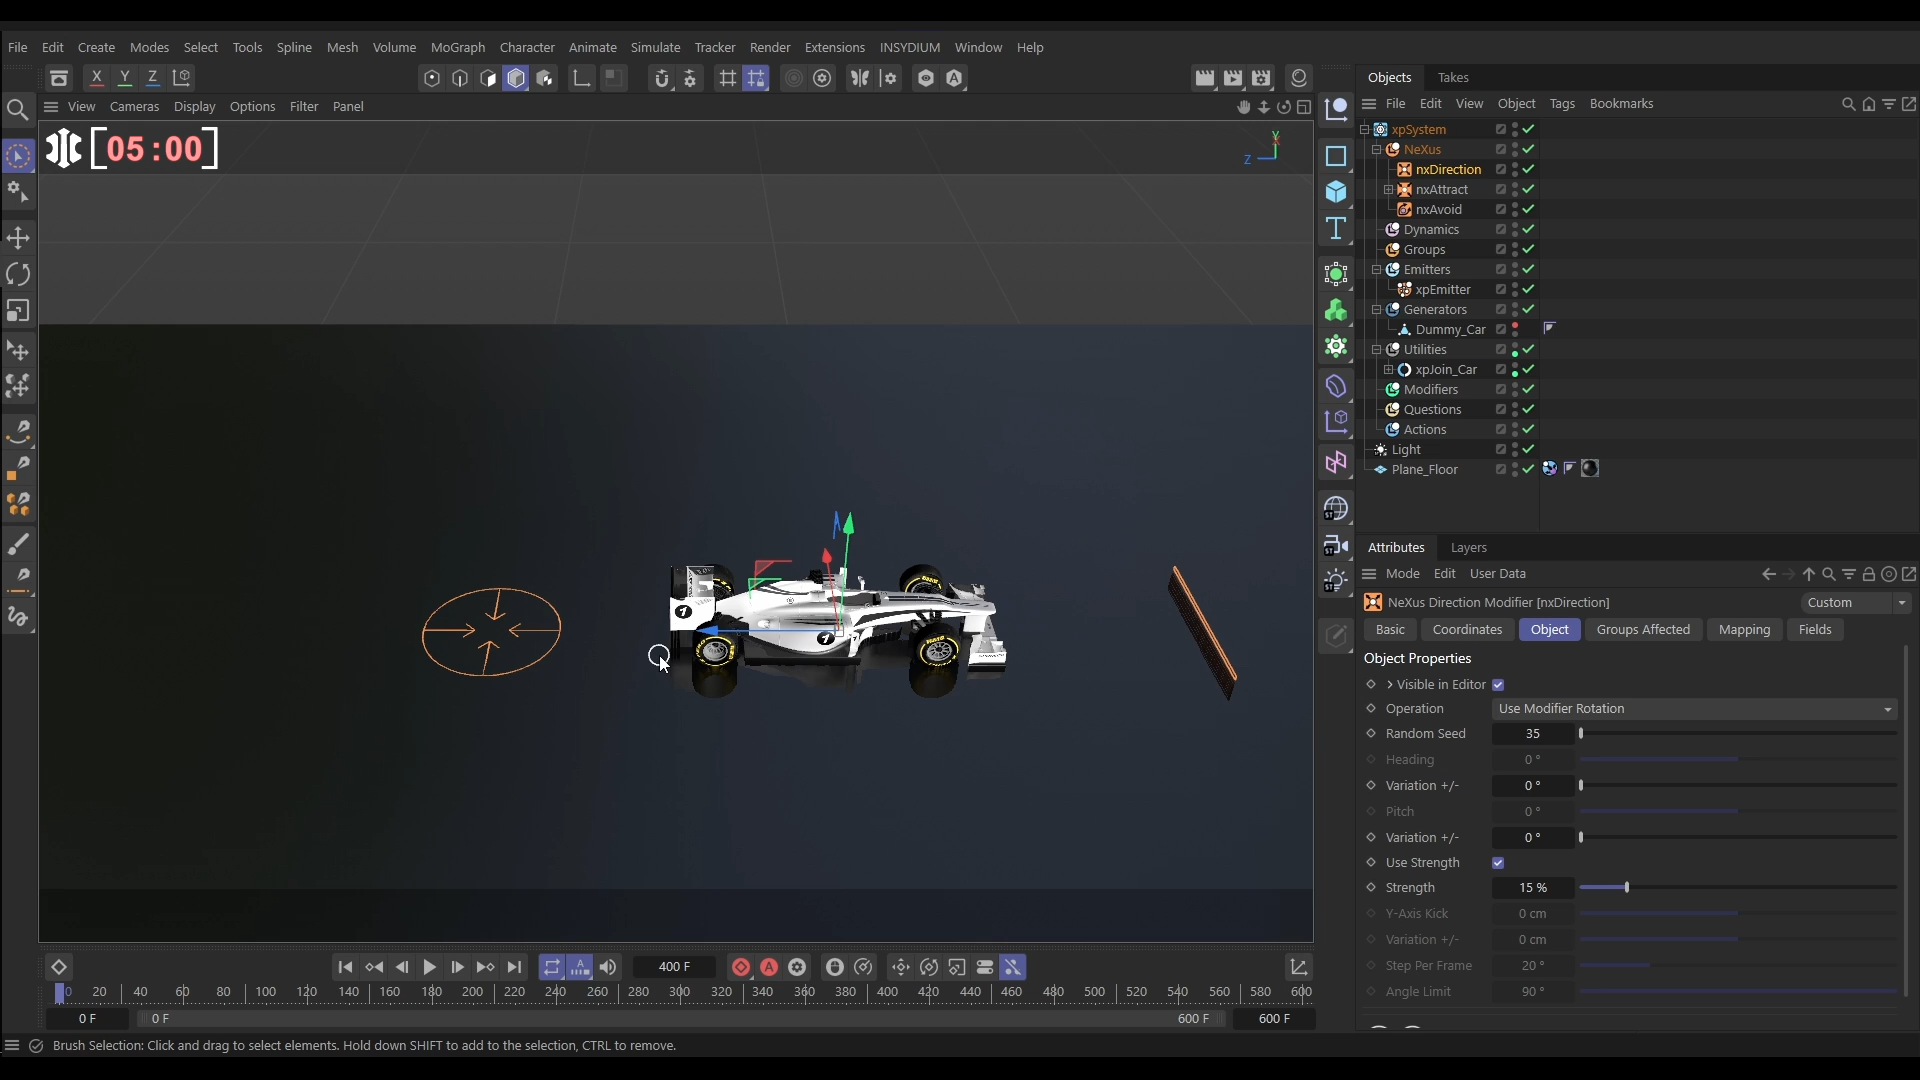 File Edit Create Modes Select Tools Spline Mesh Volume MoGraph Character Animate Simulate Tracker Render Extensions INSYDIUM Window Help
X Y Z
Objects Takes
View Cameras Display Options Filter Panel
File Edit View Object Tags Bookmarks
[05:00]
Y
X
Z
xpSystem
NeXus
nxDirection
nxAttract
nxAvoid
Dynamics
Groups
Emitters
xpEmitter
Generators
Dummy_Car
Utilities
xpJoin_Car
Modifiers
Questions
Actions
Light
Plane_Floor
ST
ST
ST
Attributes Layers
Mode Edit User Data
NeXus Direction Modifier [nxDirection]
Custom
Basic Coordinates Object Groups Affected Mapping Fields
Object Properties
Visible in Editor
Operation Use Modifier Rotation
Random Seed 35
Heading 0 °
Variation +/- 0 °
Pitch 0 °
Variation +/- 0 °
Use Strength
Strength 15 %
Y-Axis Kick 0 cm
Variation +/- 0 cm
Step Per Frame 20 °
Angle Limit 90 °
400 F
0 20 40 60 80 100 120 140 160 180 200 220 240 260 280 300 320 340 360 380 400 420 440 460 480 500 520 540 560 580 600
0 F 0 F 600 F 600 F
Brush Selection: Click and drag to select elements. Hold down SHIFT to add to the selection, CTRL to remove.